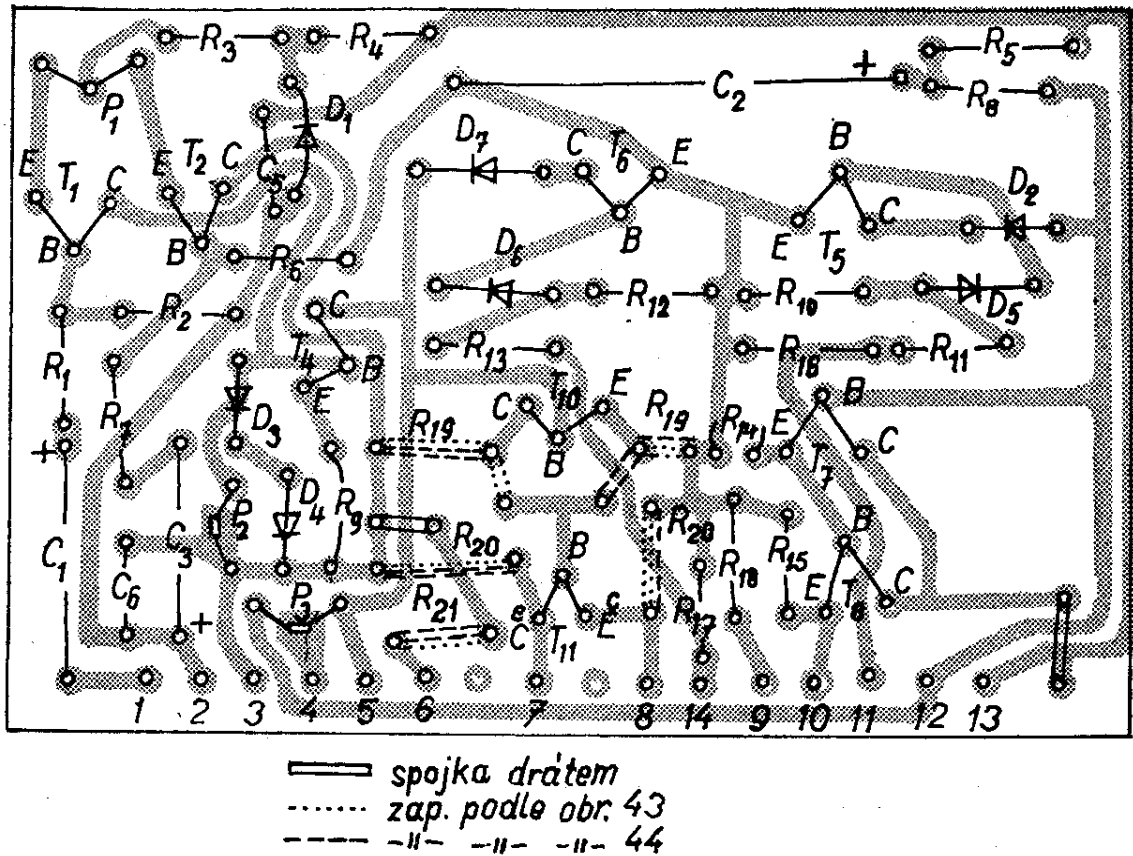 R3 R4 R5
P1 C2 + R8
D1
E T1 C E T2 C C5 D7 C T6 E B D2
B B R6 B E T5 C
D6
R2 C R12 R10 D5
R1 T4 B R13 R16 R11
R7 E C T10 E B
+ D3 R19 B R19 R14 E C
T7
D4 R9
C1 C3 P2 R20 B R20 R18 R15 B
C6 P3 R21 e E c R17 E T8 C
+ C T11
1 2 3 4 5 6 7 8 14 9 10 11 12 13
spojka drátem
zap. podle obr. 43
-"- -"- -"- 44